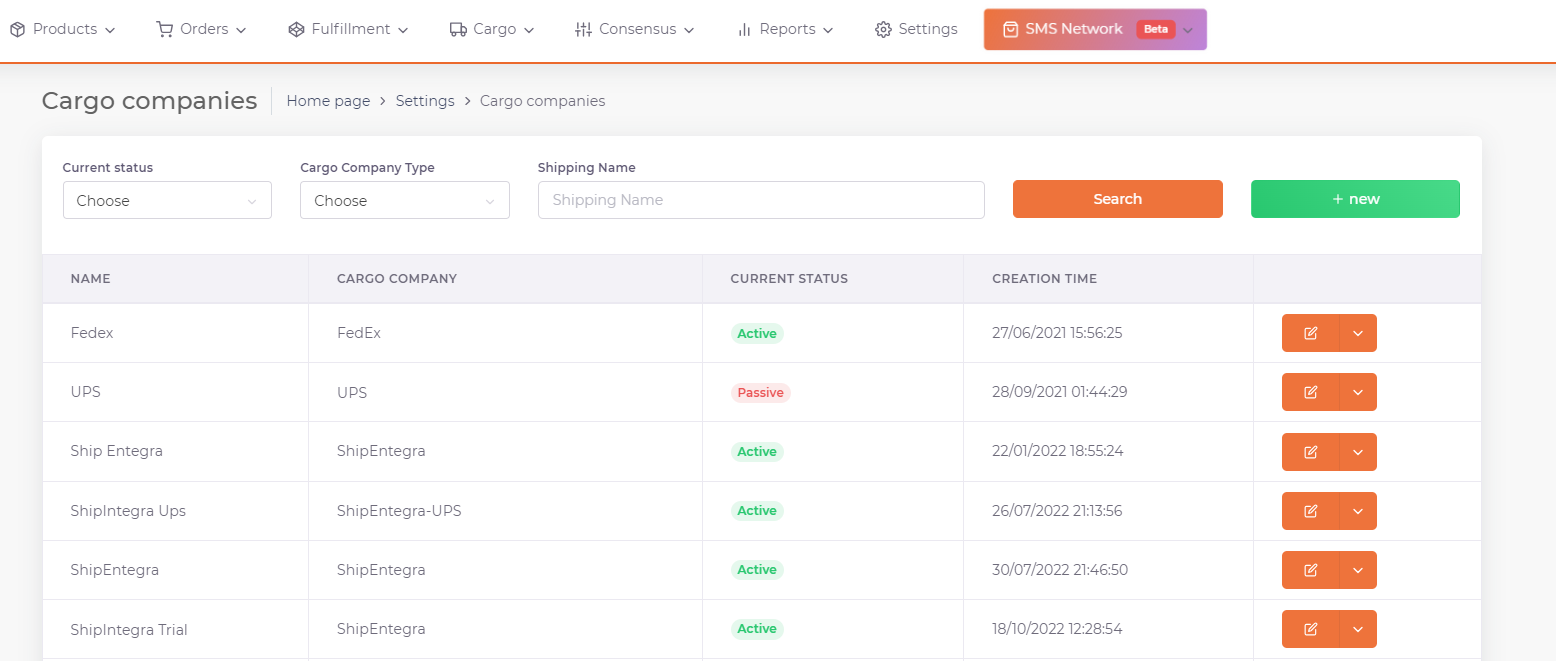 Products Orders Fulfillment Cargo Consensus Reports Settings SMS Network Beta
Cargo companies Home page > Settings > Cargo companies
Current status Cargo Company Type Shipping Name
Choose Choose Shipping Name Search + new
NAME CARGO COMPANY CURRENT STATUS CREATION TIME
Fedex FedEx Active 27/06/2021 15:56:25
UPS UPS Passive 28/09/2021 01:44:29
Ship Entegra ShipEntegra Active 22/01/2022 18:55:24
ShipIntegra Ups ShipEntegra-UPS Active 26/07/2022 21:13:56
ShipEntegra ShipEntegra Active 30/07/2022 21:46:50
ShipIntegra Trial ShipEntegra Active 18/10/2022 12:28:54